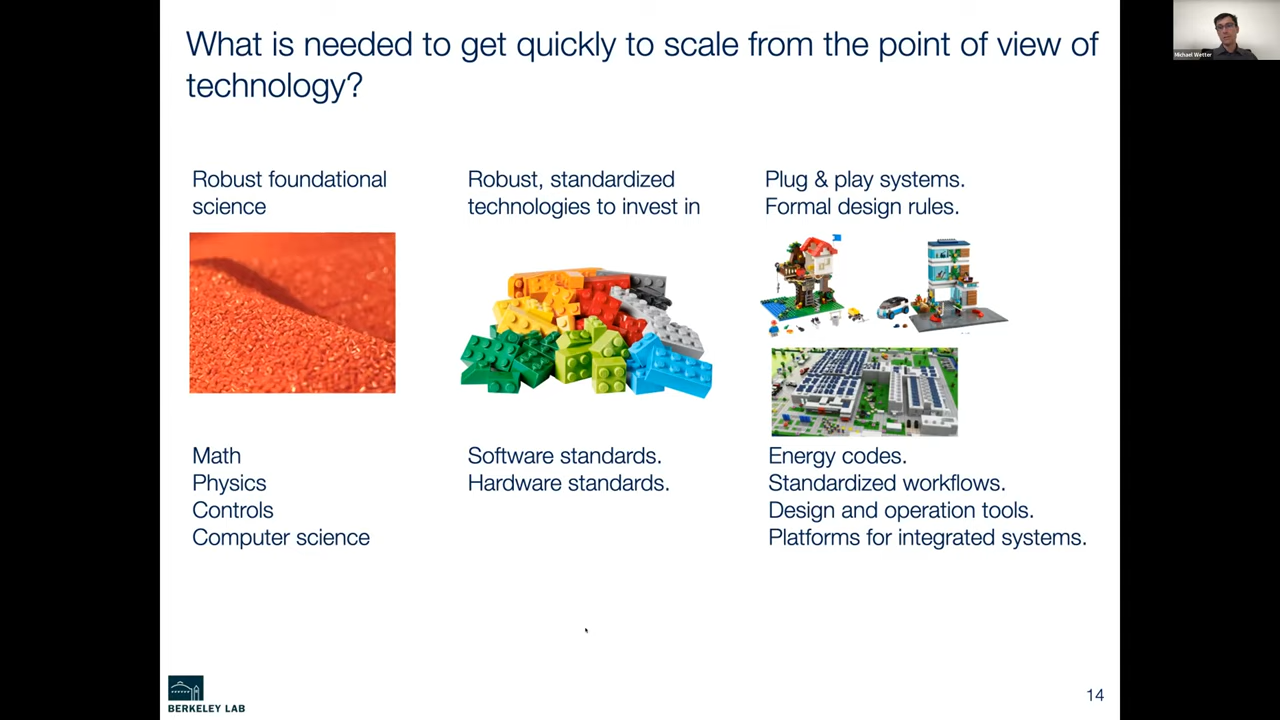 What is needed to get quickly to scale from the point of view of
technology?
Michael Wetter
Robust foundational
science
Robust, standardized
technologies to invest in
Plug & play systems.
Formal design rules.
Math
Physics
Controls
Computer science
Software standards.
Hardware standards.
Energy codes.
Standardized workflows.
Design and operation tools.
Platforms for integrated systems.
BERKELEY LAB
14